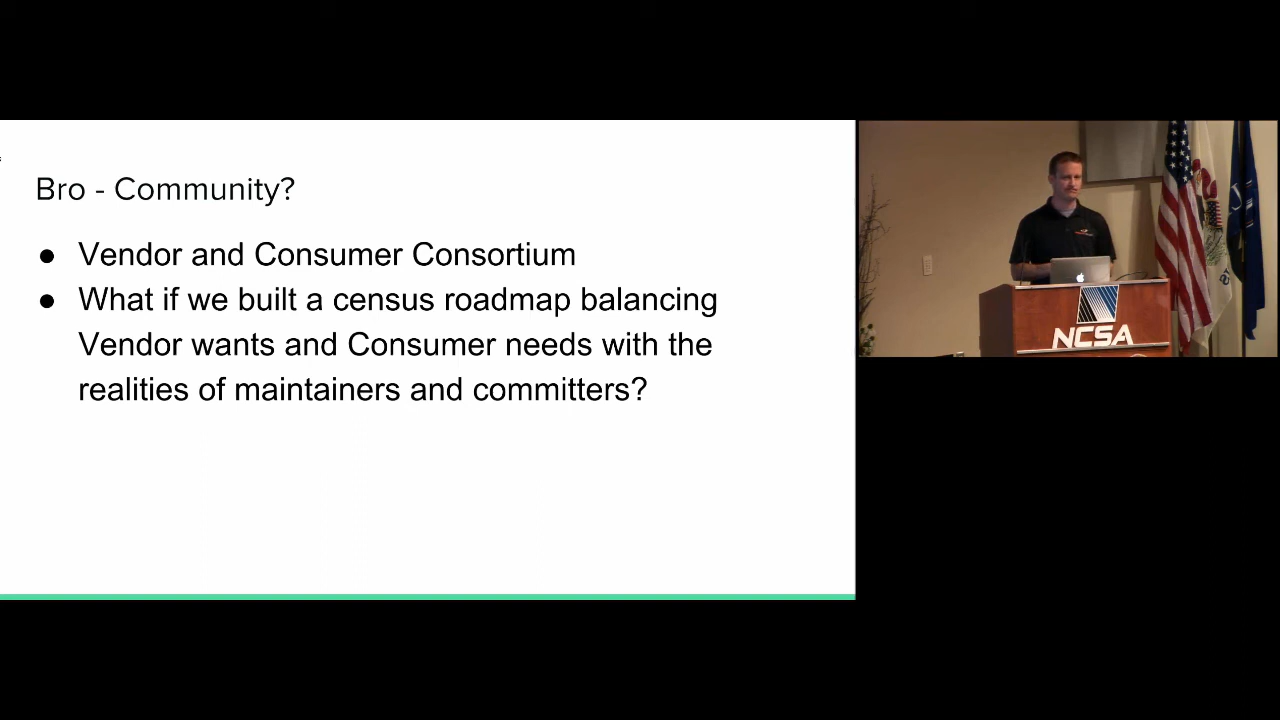 Bro - Community?
● Vendor and Consumer Consortium
● What if we built a census roadmap balancing
Vendor wants and Consumer needs with the
realities of maintainers and committers?
NCSA